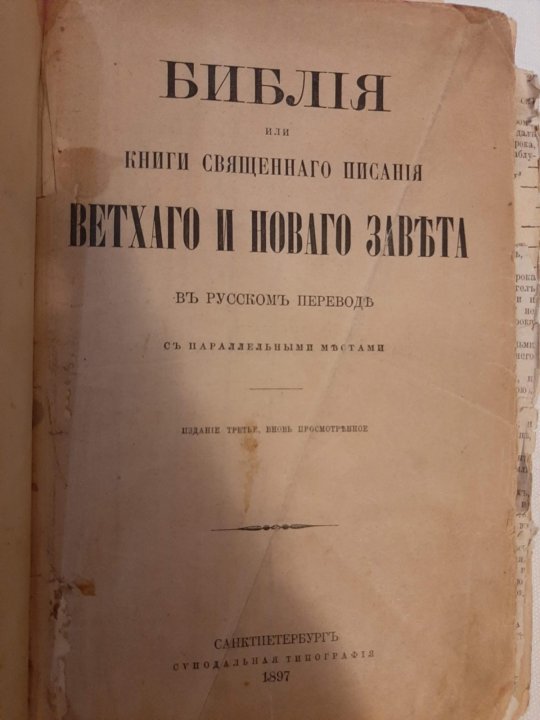 БИБЛІЯ
или
КНИГИ СВЯЩЕННАГО ПИСАНІЯ
ВЕТХАГО И НОВАГО ЗАВѢТА
ВЪ РУССКОМЪ ПЕРЕВОДѢ
СЪ ПАРАЛЛЕЛЬНЫМИ МѢСТАМИ
ИЗДАНІЕ ТРЕТЬЕ, ВНОВЬ ПРОСМОТРѢННОЕ
САНКТПЕТЕРБУРГЪ
СѴНОДАЛЬНАЯ ТИПОГРАФІЯ
1897